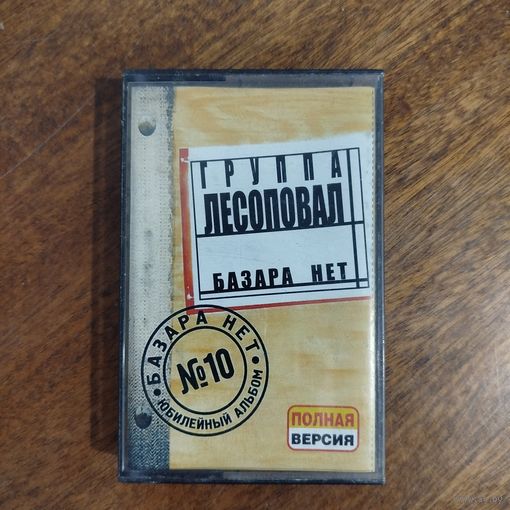 ГРУППА
ЛЕСОПОВАЛ
БАЗАРА НЕТ
• БАЗАРА НЕТ •
№10
ЮБИЛЕЙНЫЙ АЛЬБОМ
ПОЛНАЯ
ВЕРСИЯ